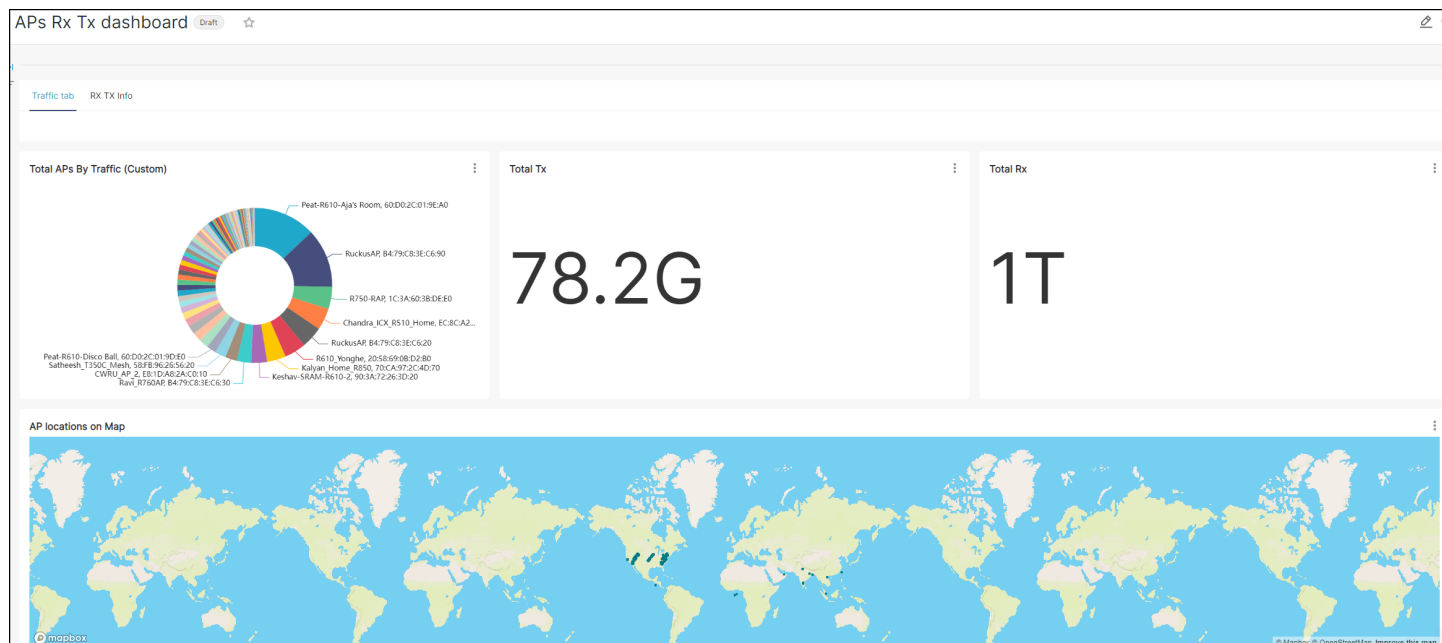 APs Rx Tx dashboard Draft
Traffic tab RX TX Info
Total APs By Traffic (Custom)
Peat-R610-Aja's Room, 60:D0:2C:01:9E:A0
RuckusAP, B4:79:C8:3E:C6:90
R750-RAP, 1C:3A:60:3B:DE:E0
Chandra_ICX_R510_Home, EC:8C:A2...
RuckusAP, B4:79:C8:3E:C6:20
R610_Yonghe, 20:58:69:0B:D2:B0
Kalyan_Home_R850, 70:CA:97:2C:4D:70
Keshav-SRAM-R610-2, 90:3A:72:26:3D:20
Peat-R610-Disco Ball, 60:D0:2C:01:9D:E0
Satheesh_T350C_Mesh, 58:FB:96:26:56:20
CWRU_AP_2, E8:1D:A8:2A:C0:10
Ravi_R760AP, B4:79:C8:3E:C6:30
Total Tx
78.2G
Total Rx
1T
AP locations on Map
mapbox
© Mapbox © OpenStreetMap Improve this map